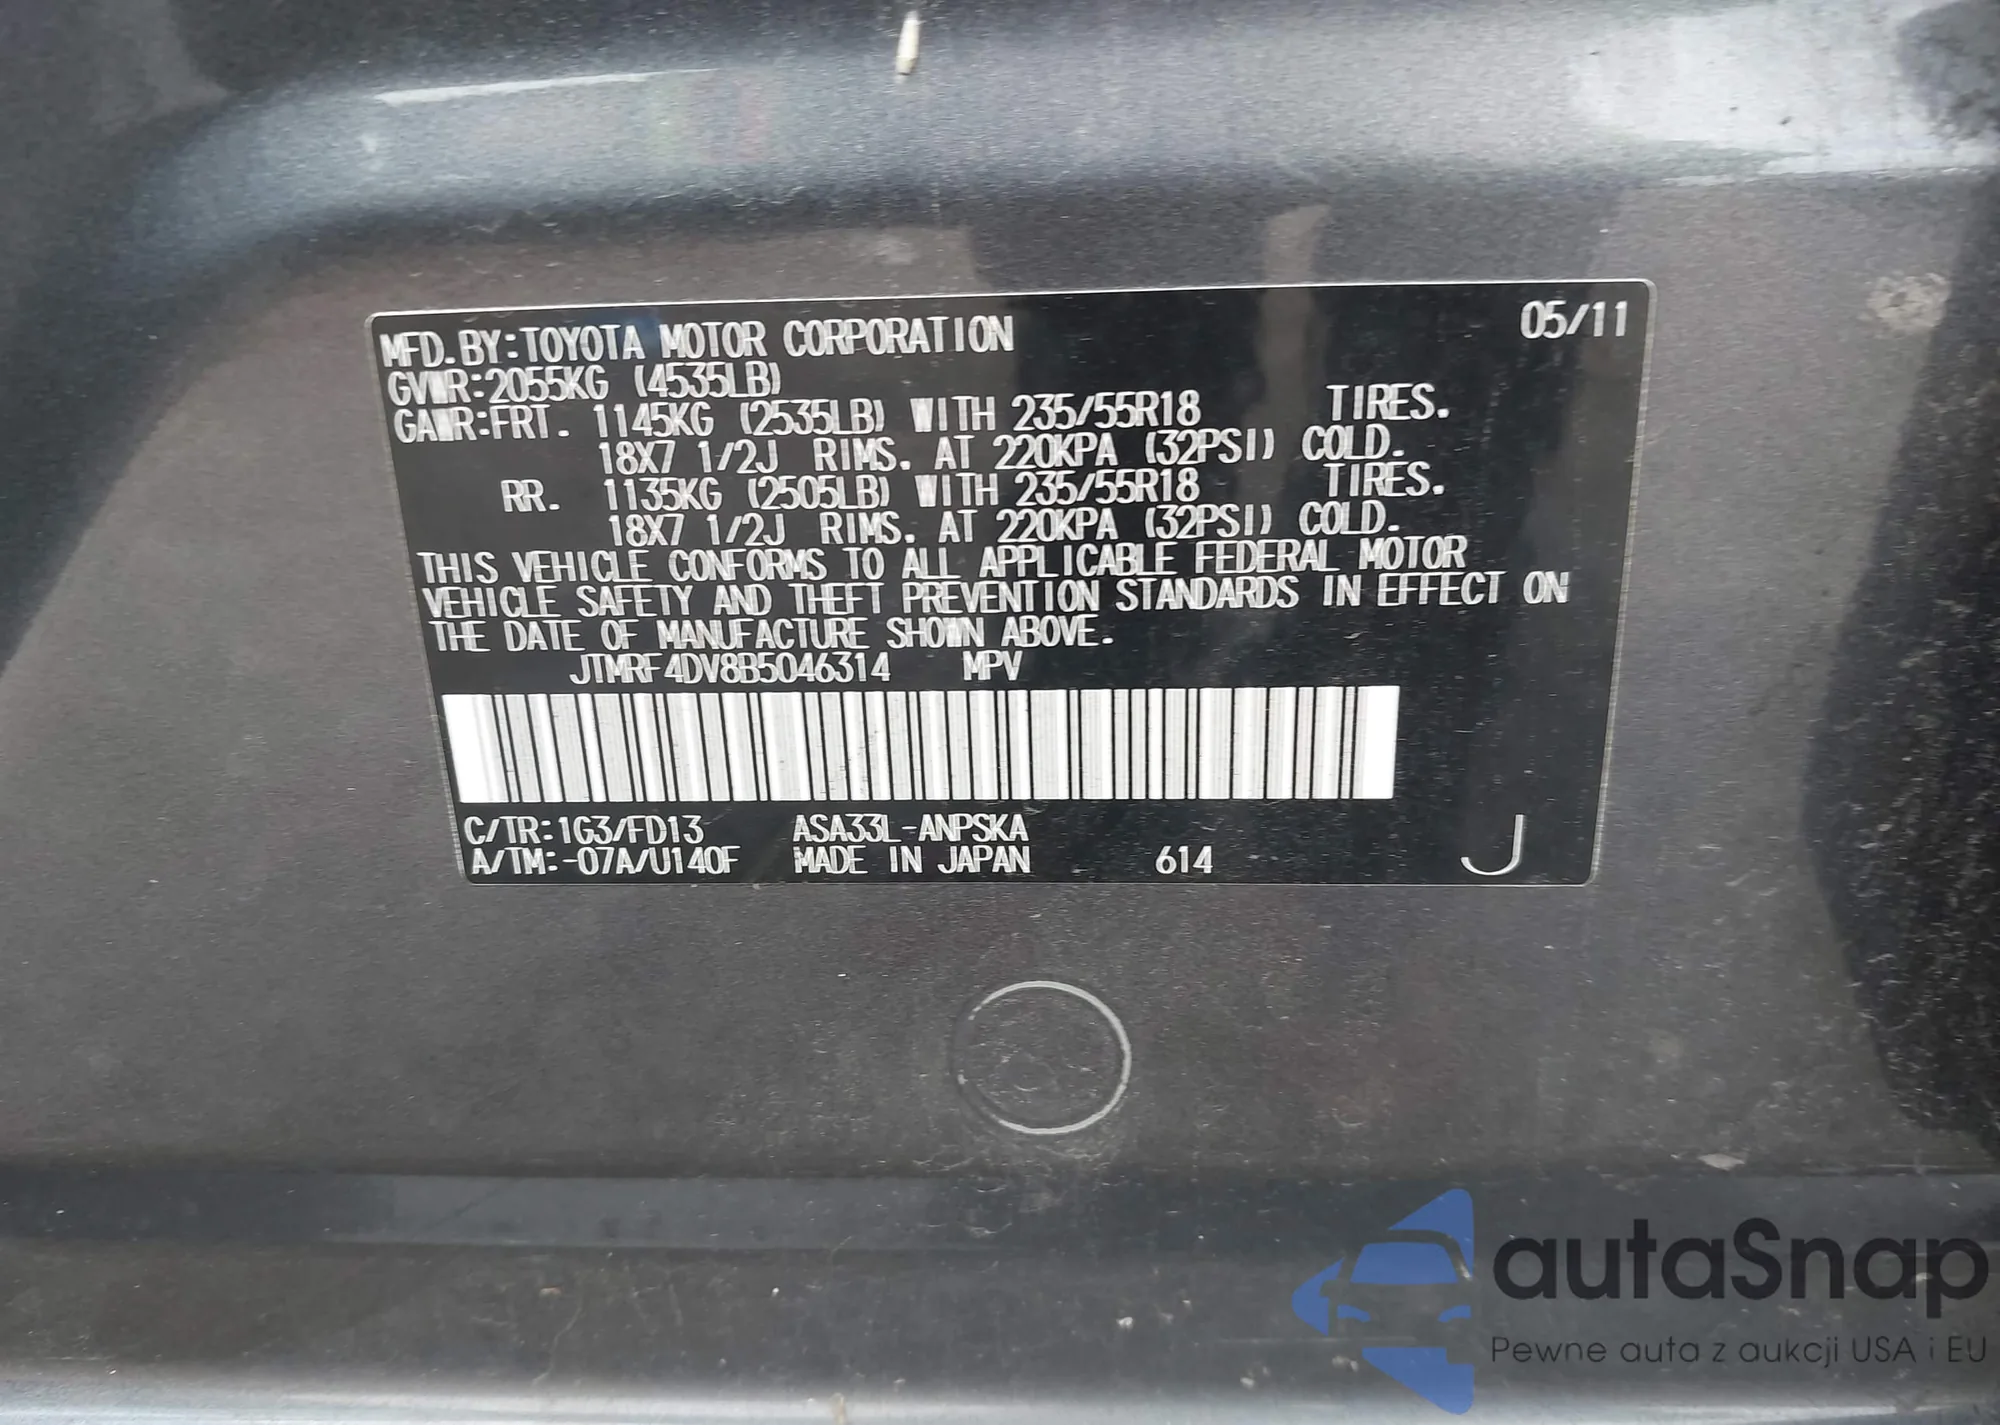 MFD. BY: TOYOTA MOTOR CORPORATION 05/11
GVWR: 2055KG (4535LB)
GAWR: FRT. 1145KG (2535LB) WITH 235/55R18 TIRES.
18X7 1/2J RIMS. AT 220KPA (32PSI) COLD.
RR. 1135KG (2505LB) WITH 235/55R18 TIRES.
18X7 1/2J RIMS. AT 220KPA (32PSI) COLD.
THIS VEHICLE CONFORMS TO ALL APPLICABLE FEDERAL MOTOR
VEHICLE SAFETY AND THEFT PREVENTION STANDARDS IN EFFECT ON
THE DATE OF MANUFACTURE SHOWN ABOVE.
JTMRF4DV8B5046314 MPV
C/TR: 1G3/FD13 ASA33L-ANPSKA
A/TM: -07A/U140F MADE IN JAPAN 614 J
autaSnap
Pewne auta z aukcji USA i EU